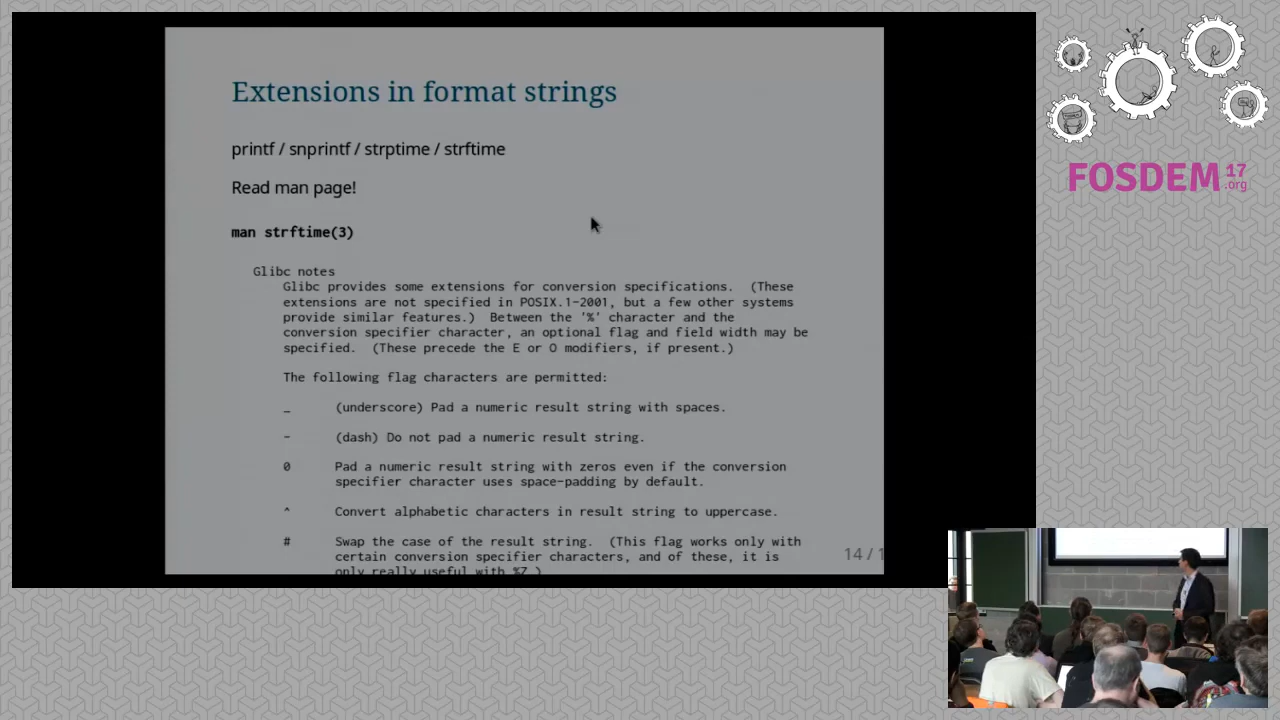 Extensions in format strings
printf / snprintf / strptime / strftime
Read man page!
man strftime(3)
Glibc notes
Glibc provides some extensions for conversion specifications.  (These
extensions are not specified in POSIX.1-2001, but a few other systems
provide similar features.)  Between the '%' character and the
conversion specifier character, an optional flag and field width may be
specified.  (These precede the E or O modifiers, if present.)
The following flag characters are permitted:
_ (underscore) Pad a numeric result string with spaces.
- (dash) Do not pad a numeric result string.
0 Pad a numeric result string with zeros even if the conversion
specifier character uses space-padding by default.
^ Convert alphabetic characters in result string to uppercase.
# Swap the case of the result string.  (This flag works only with
certain conversion specifier characters, and of these, it is
only really useful with %Z.)
14 / 1
FOSDEM 17
.org